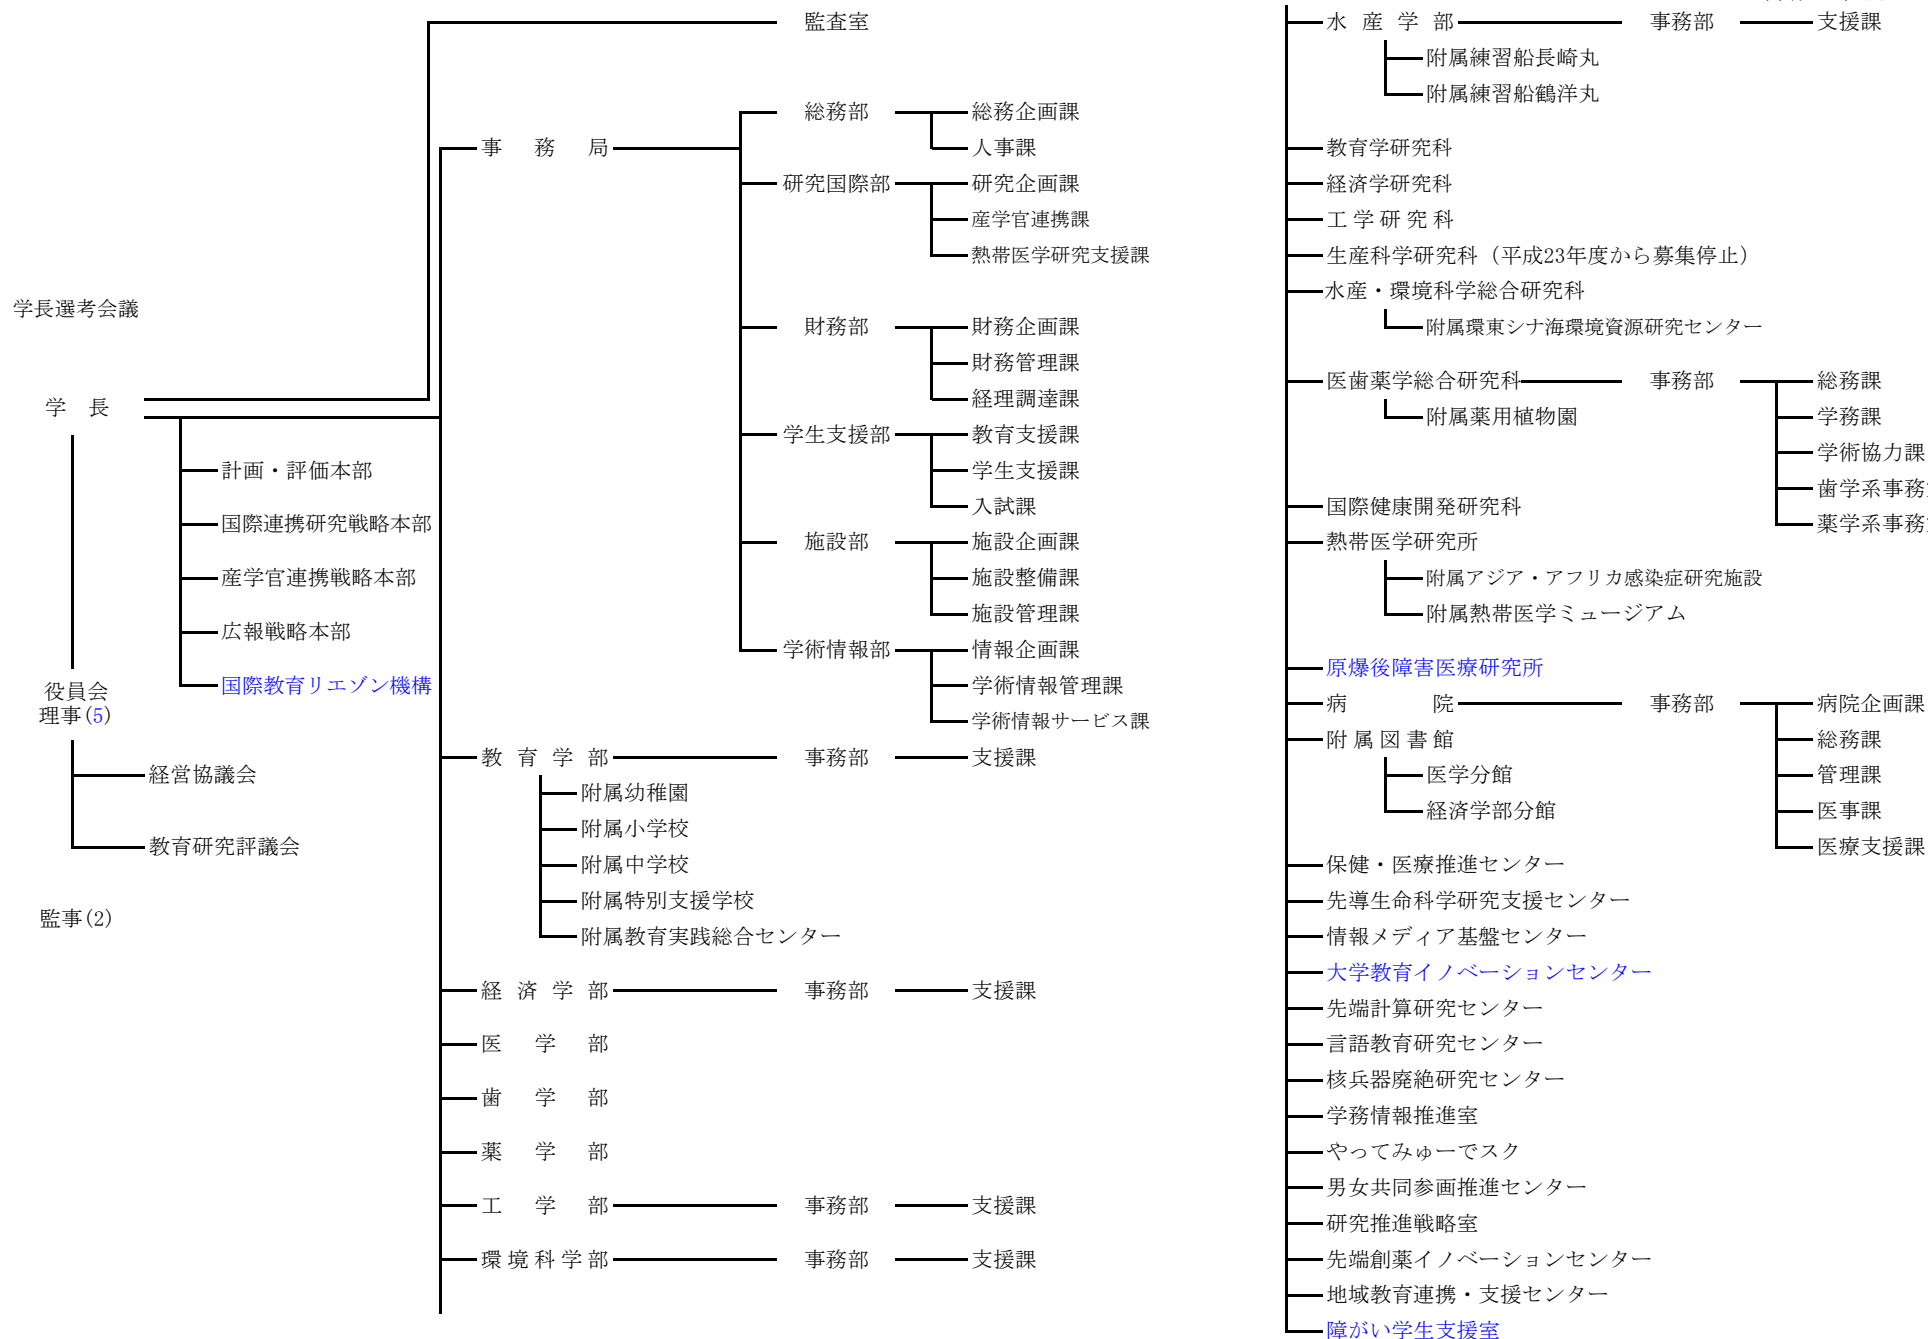 監査室
総務部 総務企画課
事務局 人事課
研究国際部 研究企画課
産学官連携課
熱帯医学研究支援課
学長選考会議
財務部 財務企画課
財務管理課
経理調達課
学長
学生支援部 教育支援課
計画・評価本部 学生支援課
入試課
国際連携研究戦略本部
施設部 施設企画課
産学官連携戦略本部 施設整備課
施設管理課
広報戦略本部
学術情報部 情報企画課
国際教育リエゾン機構 学術情報管理課
役員会
理事(5)
学術情報サービス課
教育学部 事務部 支援課
経営協議会
附属幼稚園
附属小学校
教育研究評議会
附属中学校
附属特別支援学校
監事(2)
附属教育実践総合センター
経済学部 事務部 支援課
医学部
歯学部
薬学部
工学部 事務部 支援課
環境科学部 事務部 支援課
水産学部 事務部 支援課
附属練習船長崎丸
附属練習船鶴洋丸
教育学研究科
経済学研究科
工学研究科
生産科学研究科（平成23年度から募集停止）
水産・環境科学総合研究科
附属環東シナ海環境資源研究センター
医歯薬学総合研究科 事務部 総務課
附属薬用植物園 学務課
学術協力課
歯学系事務
国際健康開発研究科
薬学系事務
熱帯医学研究所
附属アジア・アフリカ感染症研究施設
附属熱帯医学ミュージアム
原爆後障害医療研究所
病院 事務部 病院企画課
附属図書館 総務課
医学分館 管理課
経済学部分館 医事課
医療支援課
保健・医療推進センター
先導生命科学研究支援センター
情報メディア基盤センター
大学教育イノベーションセンター
先端計算研究センター
言語教育研究センター
核兵器廃絶研究センター
学務情報推進室
やってみゅーでスク
男女共同参画推進センター
研究推進戦略室
先端創薬イノベーションセンター
地域教育連携・支援センター
障がい学生支援室